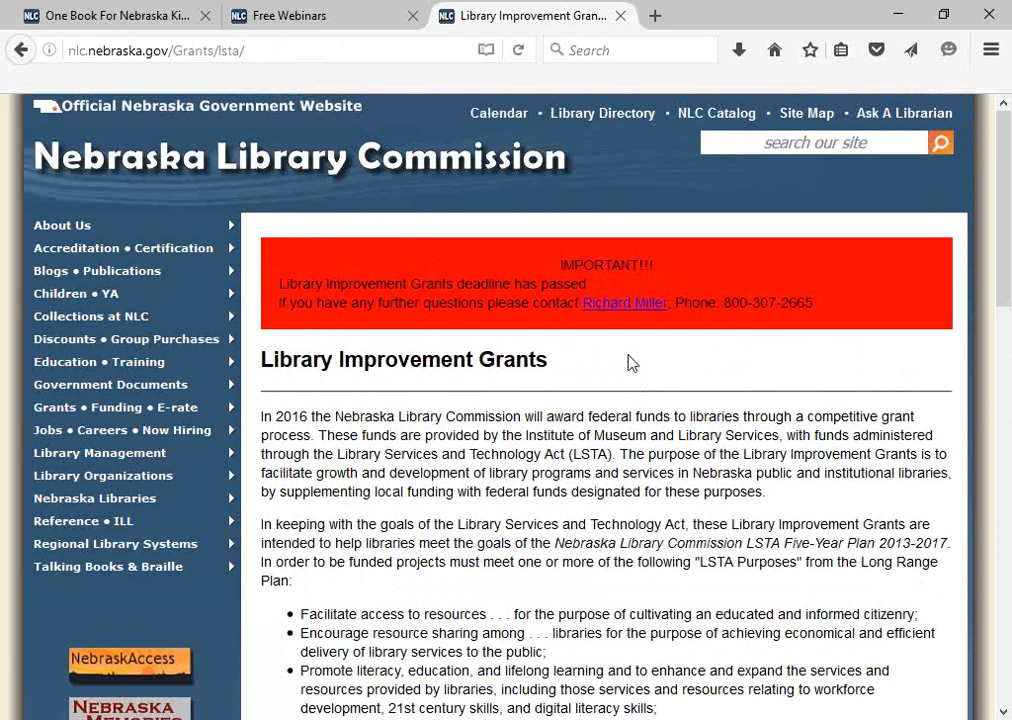 One Book For Nebraska Ki...
Free Webinars
Library Improvement Gran...
nlc.nebraska.gov/Grants/lsta/
Search
Official Nebraska Government Website
Calendar • Library Directory • NLC Catalog • Site Map • Ask A Librarian
Nebraska Library Commission
search our site
About Us
Accreditation • Certification
Blogs • Publications
Children • YA
Collections at NLC
Discounts • Group Purchases
Education • Training
Government Documents
Grants • Funding • E-rate
Jobs • Careers • Now Hiring
Library Management
Library Organizations
Nebraska Libraries
Reference • ILL
Regional Library Systems
Talking Books & Braille
NebraskAccess
NEBRASKA
IMPORTANT!!!
Library Improvement Grants deadline has passed
if you have any further questions please contact Richard Miller; Phone: 800-307-2665
Library Improvement Grants
In 2016 the Nebraska Library Commission will award federal funds to libraries through a competitive grant
process. These funds are provided by the Institute of Museum and Library Services, with funds administered
through the Library Services and Technology Act (LSTA). The purpose of the Library Improvement Grants is to
facilitate growth and development of library programs and services in Nebraska public and institutional libraries,
by supplementing local funding with federal funds designated for these purposes.
In keeping with the goals of the Library Services and Technology Act, these Library Improvement Grants are
intended to help libraries meet the goals of the Nebraska Library Commission LSTA Five-Year Plan 2013-2017.
In order to be funded projects must meet one or more of the following "LSTA Purposes" from the Long Range
Plan:
• Facilitate access to resources . . . for the purpose of cultivating an educated and informed citizenry;
• Encourage resource sharing among . . . libraries for the purpose of achieving economical and efficient
delivery of library services to the public;
• Promote literacy, education, and lifelong learning and to enhance and expand the services and
resources provided by libraries, including those services and resources relating to workforce
development, 21st century skills, and digital literacy skills;